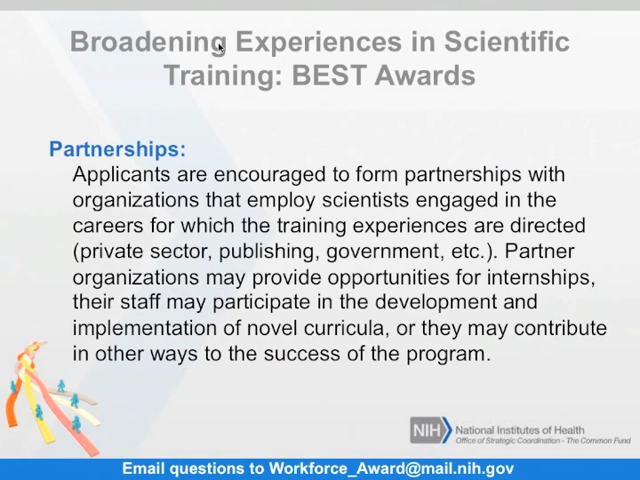 Broadening Experiences in Scientific
Training: BEST Awards
Partnerships:
Applicants are encouraged to form partnerships with
organizations that employ scientists engaged in the
careers for which the training experiences are directed
(private sector, publishing, government, etc.). Partner
organizations may provide opportunities for internships,
their staff may participate in the development and
implementation of novel curricula, or they may contribute
in other ways to the success of the program.
NIH National Institutes of Health
Office of Strategic Coordination - The Common Fund
Email questions to Workforce_Award@mail.nih.gov